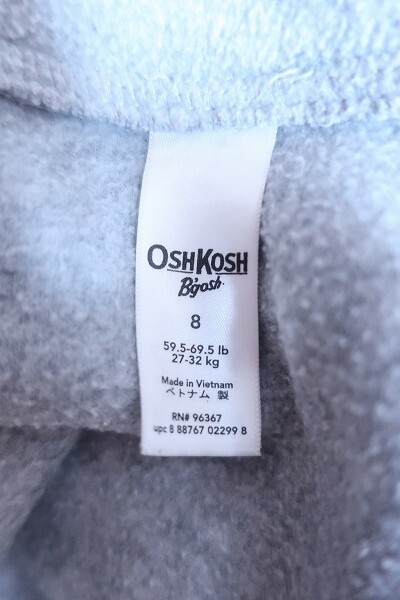 OSHKOSH
B'gosh.
8
59.5-69.5 lb
27-32 kg
Made in Vietnam
ベトナム 製
RN# 96367
upc 8 88767 02299 8